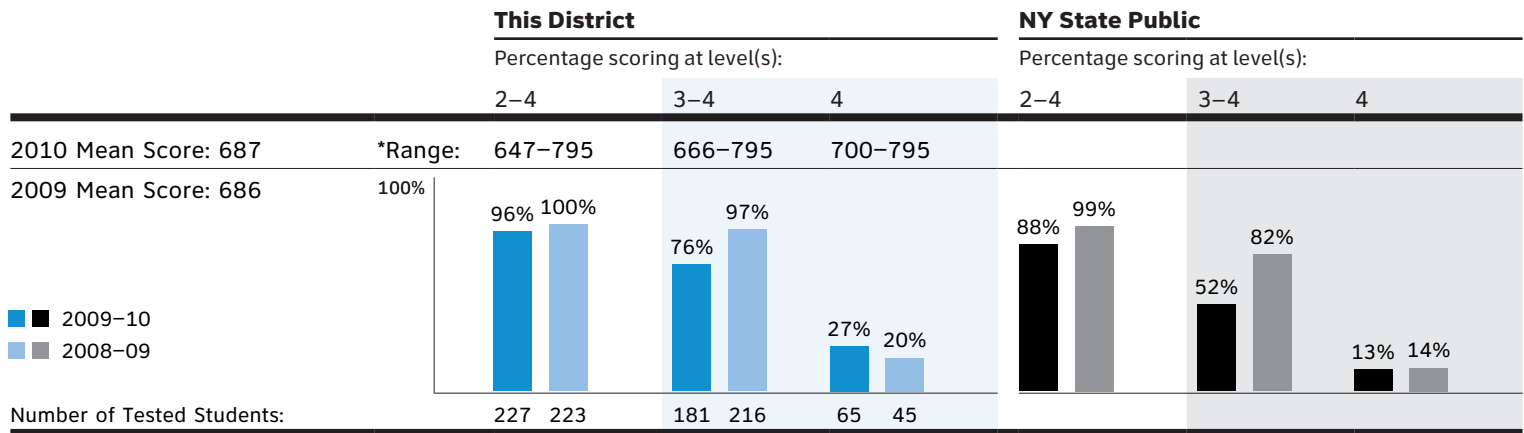 This District NY State Public
Percentage scoring at level(s): Percentage scoring at level(s):
2–4 3–4 4 2–4 3–4 4
2010 Mean Score: 687 *Range: 647–795 666–795 700–795
2009 Mean Score: 686 100%
96% 100% 76% 97% 27% 20% 88% 99% 52% 82% 13% 14%
2009–10
2008–09
Number of Tested Students: 227 223 181 216 65 45